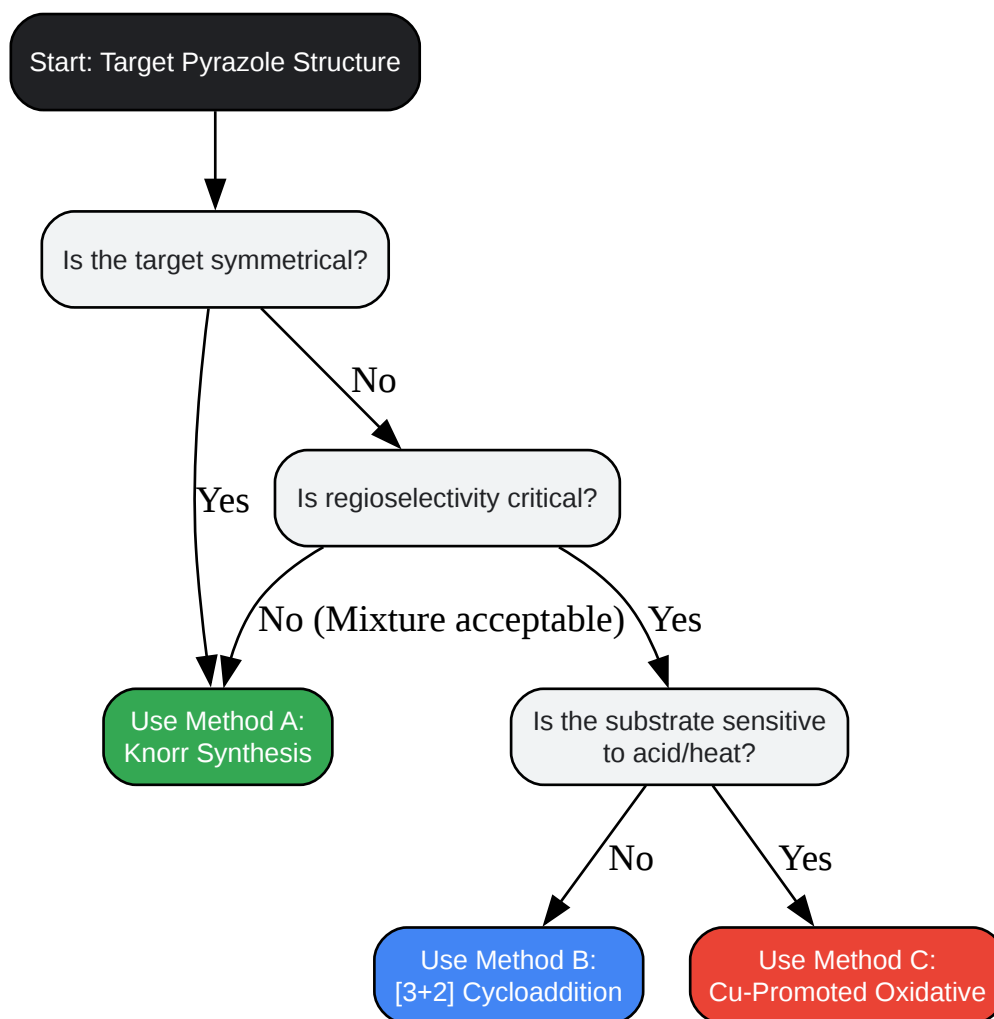 Start: Target Pyrazole Structure
Is the target symmetrical?
No
Is regioselectivity critical?
Yes
No (Mixture acceptable)
Yes
Use Method A:
Knorr Synthesis
Is the substrate sensitive
to acid/heat?
No
Yes
Use Method B:
[3+2] Cycloaddition
Use Method C:
Cu-Promoted Oxidative